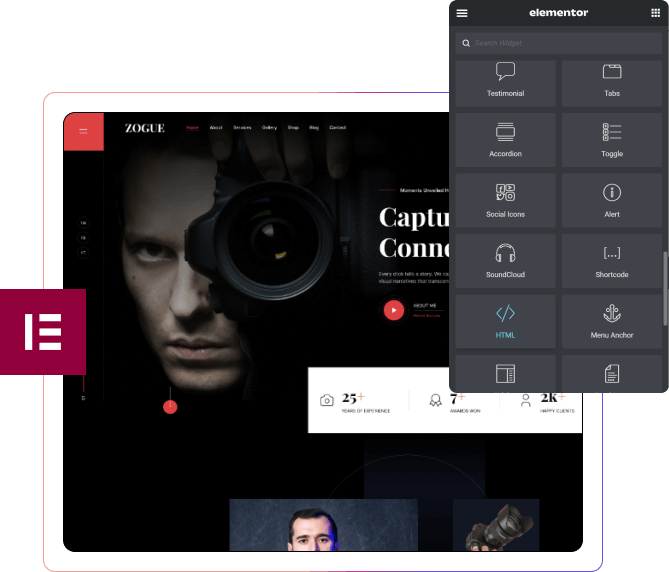 elementor
Search Widget...
Testimonial
Tabs
Accordion
Toggle
Social Icons
Alert
SoundCloud
Shortcode
HTML
Menu Anchor
ZOGUE
Home About Services Gallery Shop Blog Contact
Moments Unveiled
Captu
Conne
Every click tells a story. We
visual narratives that
ABOUT ME
25+
YEARS OF EXPERIENCE
7+
AWARDS WON
2k+
HAPPY CLIENTS